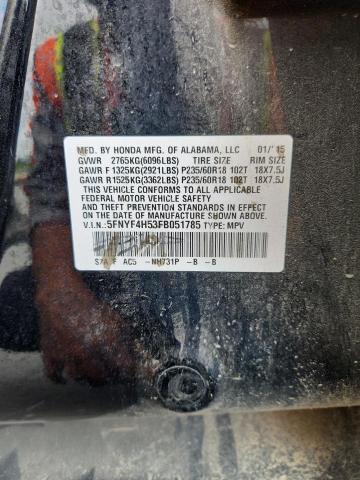 MFD. BY HONDA MFG. OF ALABAMA, LLC 01/'15
GVWR 2765KG(6096LBS) TIRE SIZE RIM SIZE
GAWR F 1325KG(2921LBS) P235/60R18 102T 18X7.5J
GAWR R1525KG(3362LBS) P235/60R18 102T 18X7.5J
THIS VEHICLE CONFORMS TO ALL APPLICABLE
FEDERAL MOTOR VEHICLE SAFETY AND
THEFT PREVENTION STANDARDS IN EFFECT ON
THE DATE OF MANUFACTURE SHOWN ABOVE.
V.I.N.:5FNYF4H53FB051785 TYPE: MPV
F AC5 -NH731P -B -B